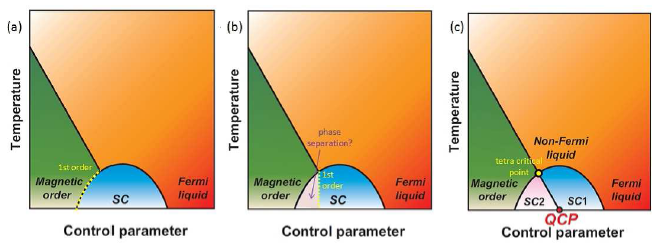 (a)
Temperature
1st order
Magnetic
order
SC
Fermi
liquid
Control parameter
(b)
Temperature
phase
separation?
1st
order
Magnetic
order
SC
Fermi
liquid
Control parameter
(c)
Temperature
Non-Fermi
liquid
tetra critical
point
Magnetic
order
SC2
SC1
Fermi
liquid
QCP
Control parameter